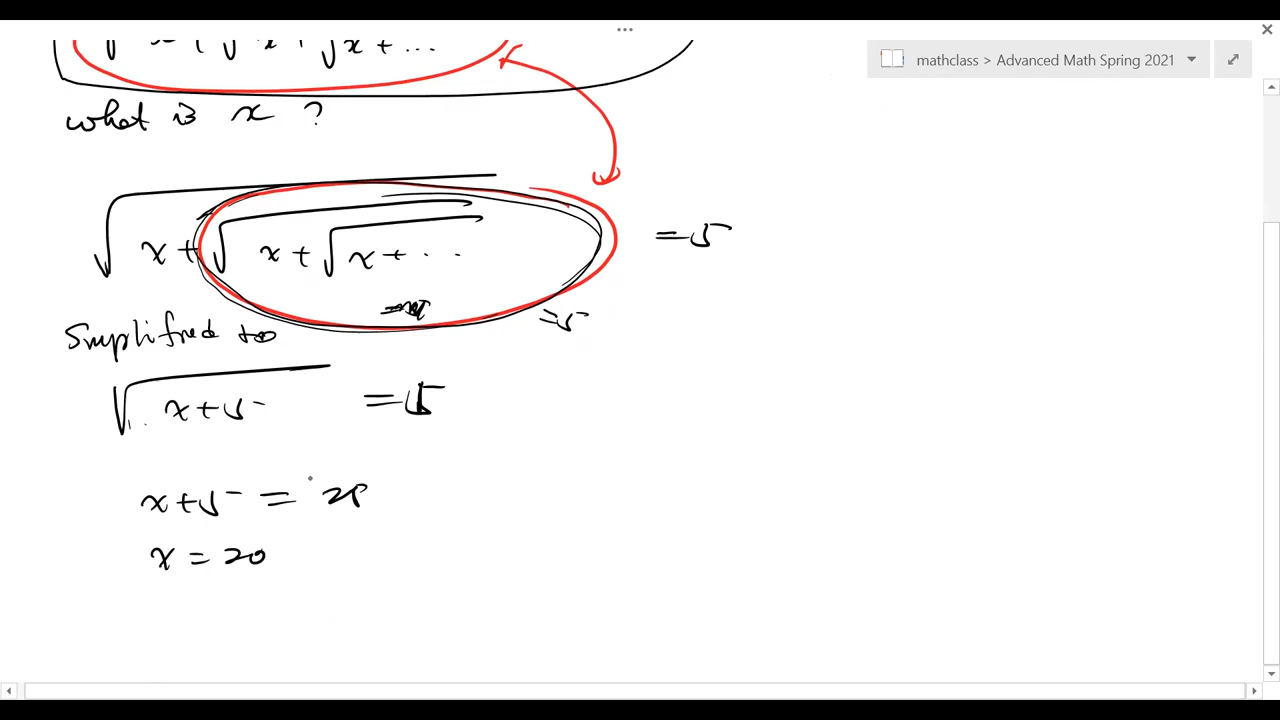 √x + √x + √x + ...
mathclass > Advanced Math Spring 2021
what is x ?
√x + √x + √x + ... = 5
= 5
Simplified to
√x + 5 = 5
x + 5 = 25
x = 20